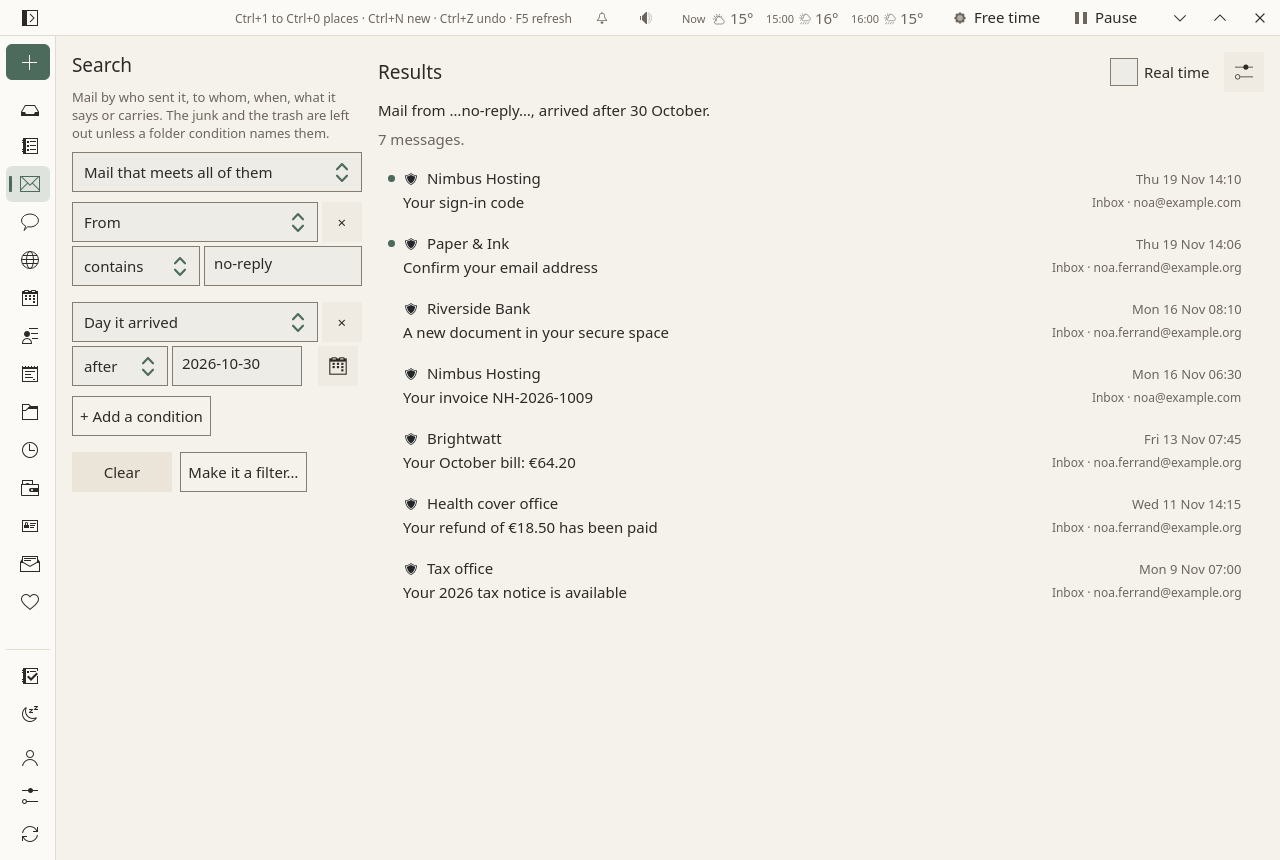 Ctrl+1 to Ctrl+0 places · Ctrl+N new · Ctrl+Z undo · F5 refresh
Now 15° 15:00 16° 16:00 15°
Free time
Pause
Search
Mail by who sent it, to whom, when, what it
says or carries. The junk and the trash are left
out unless a folder condition names them.
Mail that meets all of them
From
×
contains
no-reply
Day it arrived
×
after
2026-10-30
+ Add a condition
Clear
Make it a filter...
Results
Real time
Mail from ...no-reply..., arrived after 30 October.
7 messages.
Nimbus Hosting
Thu 19 Nov 14:10
Your sign-in code
Inbox · noa@example.com
Paper & Ink
Thu 19 Nov 14:06
Confirm your email address
Inbox · noa.ferrand@example.org
Riverside Bank
Mon 16 Nov 08:10
A new document in your secure space
Inbox · noa.ferrand@example.org
Nimbus Hosting
Mon 16 Nov 06:30
Your invoice NH-2026-1009
Inbox · noa@example.com
Brightwatt
Fri 13 Nov 07:45
Your October bill: €64.20
Inbox · noa.ferrand@example.org
Health cover office
Wed 11 Nov 14:15
Your refund of €18.50 has been paid
Inbox · noa.ferrand@example.org
Tax office
Mon 9 Nov 07:00
Your 2026 tax notice is available
Inbox · noa.ferrand@example.org